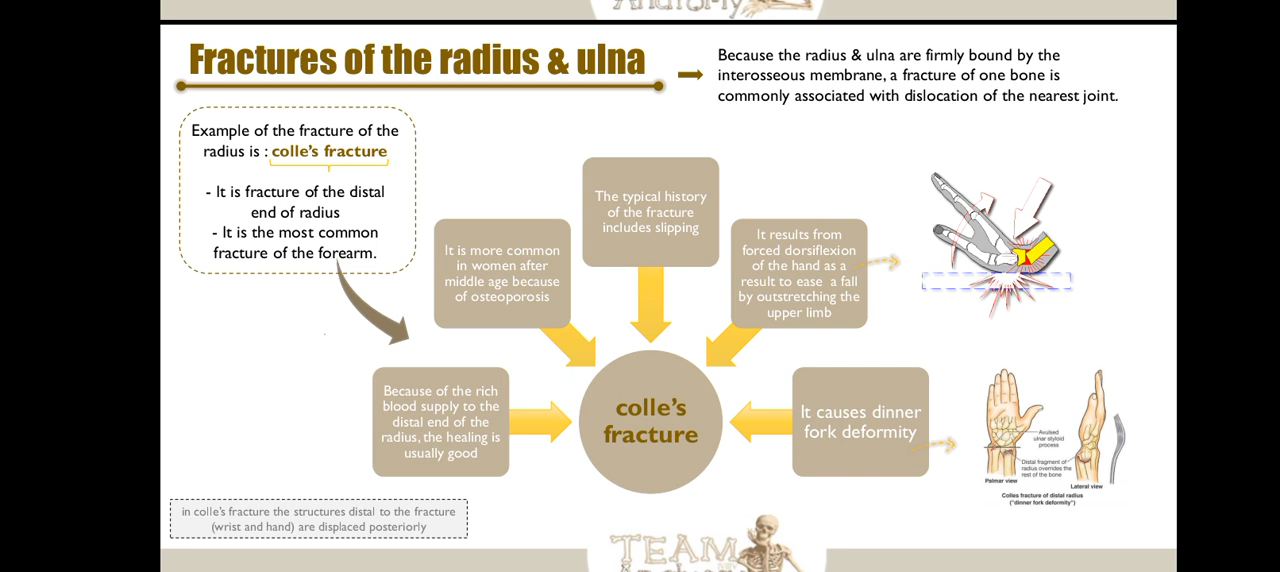 Anatomy
Fractures of the radius & ulna
Because the radius & ulna are firmly bound by the
interosseous membrane, a fracture of one bone is
commonly associated with dislocation of the nearest joint.
Example of the fracture of the
radius is : colle's fracture
- It is fracture of the distal
end of radius
- It is the most common
fracture of the forearm.
It is more common
in women after
middle age because
of osteoporosis
The typical history
of the fracture
includes slipping
It results from
forced dorsiflexion
of the hand as a
result to ease a fall
by outstretching the
upper limb
Because of the rich
blood supply to the
distal end of the
radius, the healing is
usually good
colle's
fracture
It causes dinner
fork deformity
Avulsed
ulnar styloid
process
Distal fragment of
radius overrides the
rest of the bone
Palmar view
Lateral view
Colles fracture of distal radius
("dinner fork deformity")
in colle's fracture the structures distal to the fracture
(wrist and hand) are displaced posteriorly
TEAM